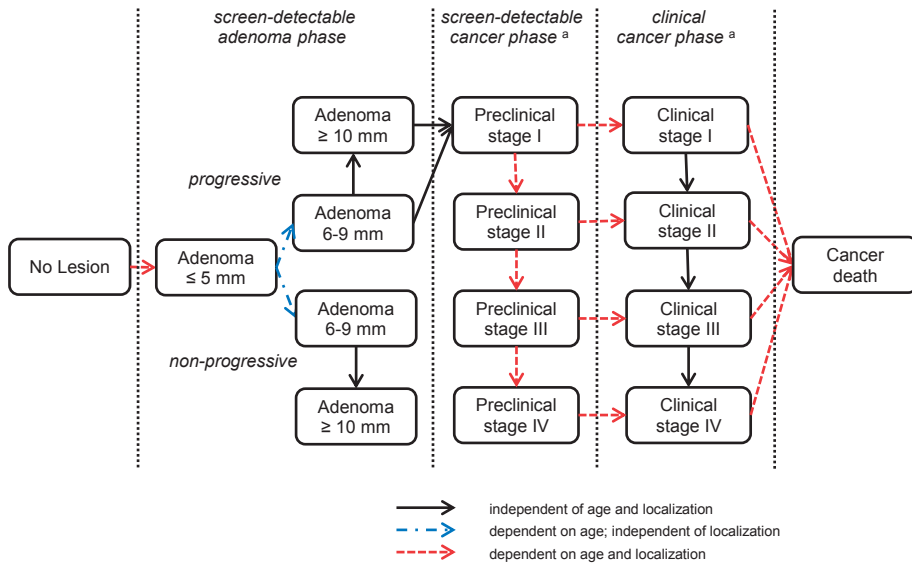 screen-detectable
adenoma phase
screen-detectable
cancer phase a
clinical
cancer phase a
Adenoma
≥ 10 mm
Preclinical
stage I
Clinical
stage I
progressive
Adenoma
6-9 mm
Preclinical
stage II
Clinical
stage II
No Lesion
Adenoma
≤ 5 mm
Cancer
death
Adenoma
6-9 mm
Preclinical
stage III
Clinical
stage III
non-progressive
Adenoma
≥ 10 mm
Preclinical
stage IV
Clinical
stage IV
independent of age and localization
dependent on age; independent of localization
dependent on age and localization